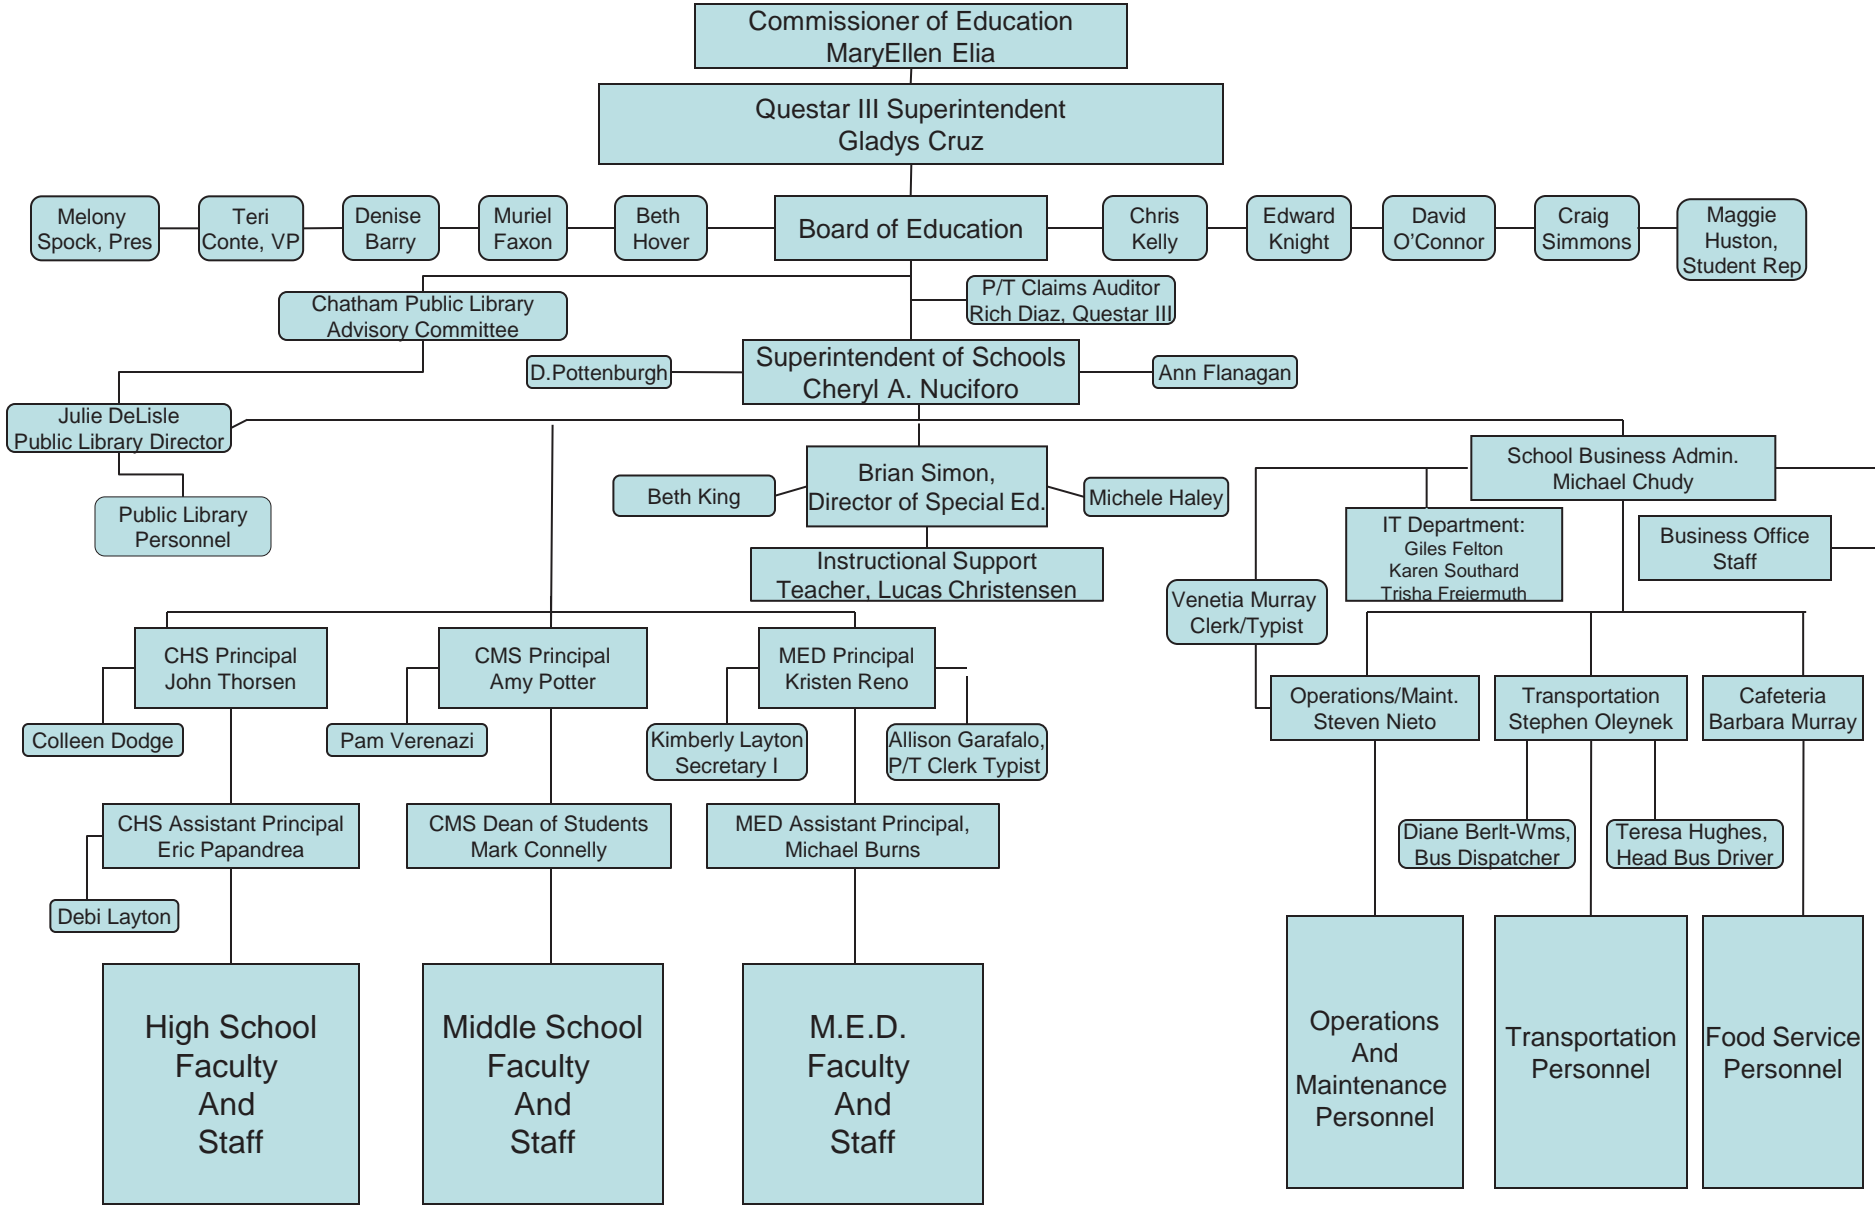 Commissioner of Education
MaryEllen Elia
Questar III Superintendent
Gladys Cruz
Melony
Spock, Pres
Teri
Conte, VP
Denise
Barry
Muriel
Faxon
Beth
Hover
Board of Education
Chris
Kelly
Edward
Knight
David
O’Connor
Craig
Simmons
Maggie
Huston,
Student Rep
Chatham Public Library
Advisory Committee
P/T Claims Auditor
Rich Diaz, Questar III
D.Pottenburgh
Superintendent of Schools
Cheryl A. Nuciforo
Ann Flanagan
Julie DeLisle
Public Library Director
Public Library
Personnel
Beth King
Brian Simon,
Director of Special Ed.
Michele Haley
Instructional Support
Teacher, Lucas Christensen
School Business Admin.
Michael Chudy
IT Department:
Giles Felton
Karen Southard
Trisha Freiermuth
Business Office
Staff
Venetia Murray
Clerk/Typist
CHS Principal
John Thorsen
CMS Principal
Amy Potter
MED Principal
Kristen Reno
Operations/Maint.
Steven Nieto
Transportation
Stephen Oleynek
Cafeteria
Barbara Murray
Colleen Dodge
Pam Verenazi
Kimberly Layton
Secretary I
Allison Garafalo,
P/T Clerk Typist
CHS Assistant Principal
Eric Papandrea
CMS Dean of Students
Mark Connelly
MED Assistant Principal,
Michael Burns
Diane Berlt-Wms,
Bus Dispatcher
Teresa Hughes,
Head Bus Driver
Debi Layton
High School
Faculty
And
Staff
Middle School
Faculty
And
Staff
M.E.D.
Faculty
And
Staff
Operations
And
Maintenance
Personnel
Transportation
Personnel
Food Service
Personnel